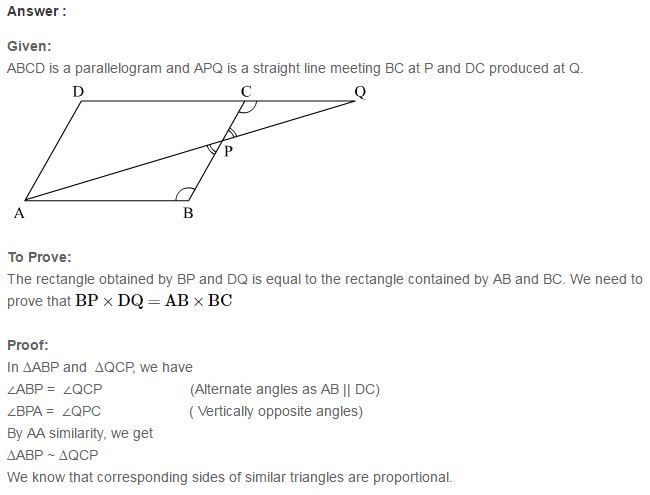 Answer :
Given:
ABCD is a parallelogram and APQ is a straight line meeting BC at P and DC produced at Q.
D C Q
P
A B
To Prove:
The rectangle obtained by BP and DQ is equal to the rectangle contained by AB and BC. We need to
prove that BP × DQ = AB × BC
Proof:
In ΔABP and ΔQCP, we have
∠ABP = ∠QCP (Alternate angles as AB || DC)
∠BPA = ∠QPC ( Vertically opposite angles)
By AA similarity, we get
ΔABP ~ ΔQCP
We know that corresponding sides of similar triangles are proportional.